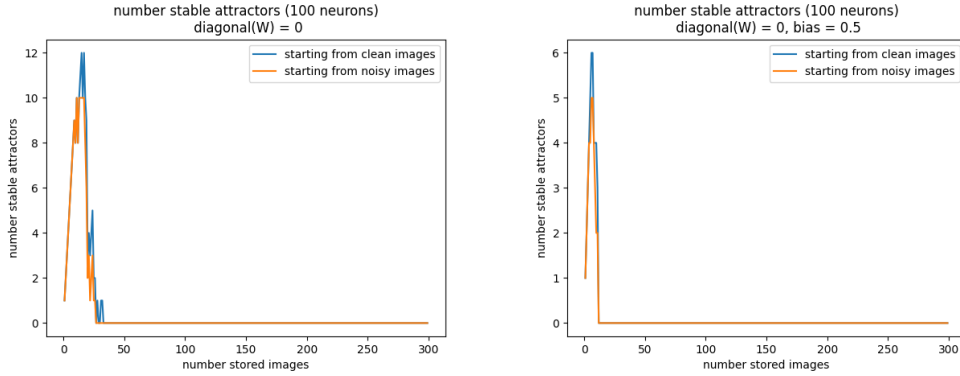 number stable attractors (100 neurons)
diagonal(W) = 0
starting from clean images
starting from noisy images
12
10
8
6
4
2
0
number stable attractors
0
50
100
150
200
250
300
number stored images
number stable attractors (100 neurons)
diagonal(W) = 0, bias = 0.5
starting from clean images
starting from noisy images
6
5
4
3
2
1
0
number stable attractors
0
50
100
150
200
250
300
number stored images